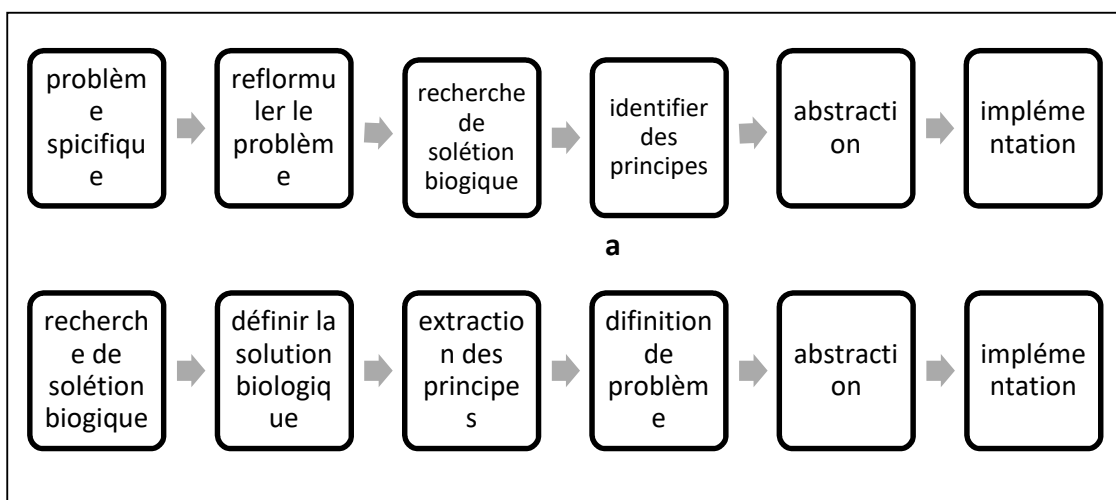 problèm
e
spicifiqu
e
reflormu
ler le
problèm
e
recherche
de
solétion
biogique
identifier
des
principes
abstracti
on
impléme
ntation
a
recherch
e de
solétion
biogique
définir la
solution
biologiq
ue
extractio
n des
principe
s
difinition
de
problèm
e
abstracti
on
impléme
ntation